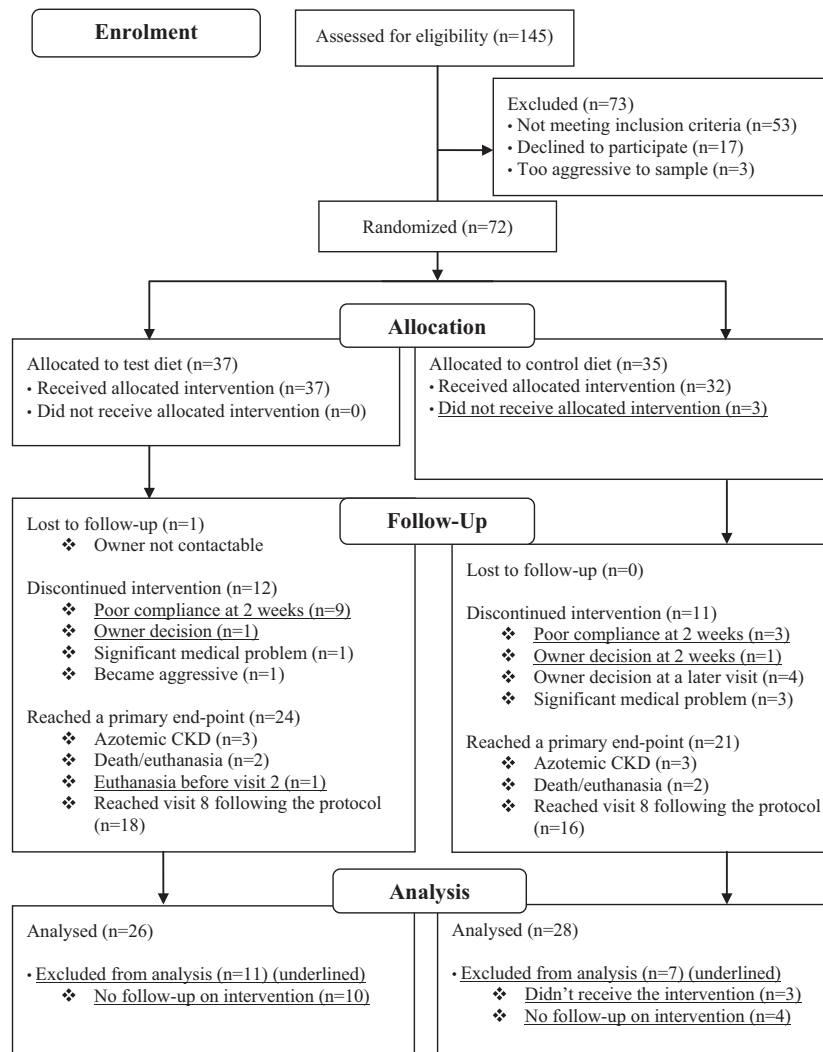 Enrolment
Assessed for eligibility (n=145)
Excluded (n=73)
• Not meeting inclusion criteria (n=53)
• Declined to participate (n=17)
• Too aggressive to sample (n=3)
Randomized (n=72)
Allocation
Allocated to test diet (n=37)
• Received allocated intervention (n=37)
• Did not receive allocated intervention (n=0)
Allocated to control diet (n=35)
• Received allocated intervention (n=32)
• Did not receive allocated intervention (n=3)
Follow-Up
Lost to follow-up (n=1)
❖ Owner not contactable
Discontinued intervention (n=12)
❖ Poor compliance at 2 weeks (n=9)
❖ Owner decision (n=1)
❖ Significant medical problem (n=1)
❖ Became aggressive (n=1)
Reached a primary end-point (n=24)
❖ Azotemic CKD (n=3)
❖ Death/euthanasia (n=2)
❖ Euthanasia before visit 2 (n=1)
❖ Reached visit 8 following the protocol
(n=18)
Lost to follow-up (n=0)
Discontinued intervention (n=11)
❖ Poor compliance at 2 weeks (n=3)
❖ Owner decision at 2 weeks (n=1)
❖ Owner decision at a later visit (n=4)
❖ Significant medical problem (n=3)
Reached a primary end-point (n=21)
❖ Azotemic CKD (n=3)
❖ Death/euthanasia (n=2)
❖ Reached visit 8 following the protocol
(n=16)
Analysis
Analysed (n=26)
• Excluded from analysis (n=11) (underlined)
❖ No follow-up on intervention (n=10)
Analysed (n=28)
• Excluded from analysis (n=7) (underlined)
❖ Didn't receive the intervention (n=3)
❖ No follow-up on intervention (n=4)